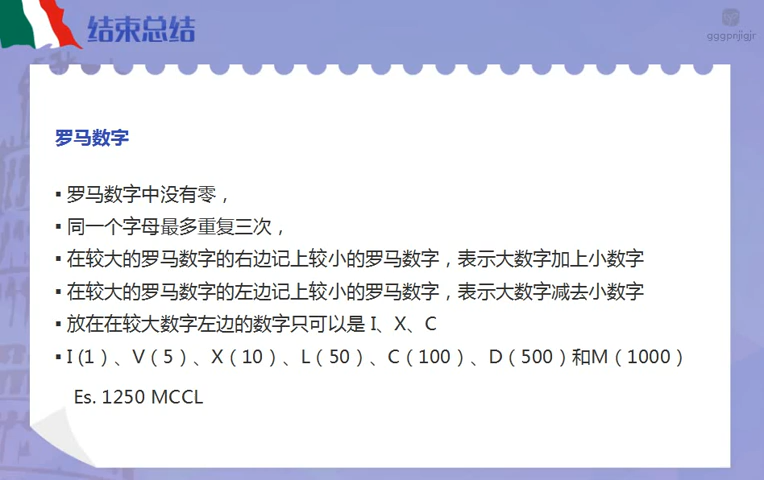 结束总结
gggpnjigjr
罗马数字
▪ 罗马数字中没有零，
▪ 同一个字母最多重复三次，
▪ 在较大的罗马数字的右边记上较小的罗马数字，表示大数字加上小数字
▪ 在较大的罗马数字的左边记上较小的罗马数字，表示大数字减去小数字
▪ 放在在较大数字左边的数字只可以是 I、X、C
▪ I (1）、V（5）、X（10）、L（50）、C（100）、D（500）和M（1000）
Es. 1250 MCCL